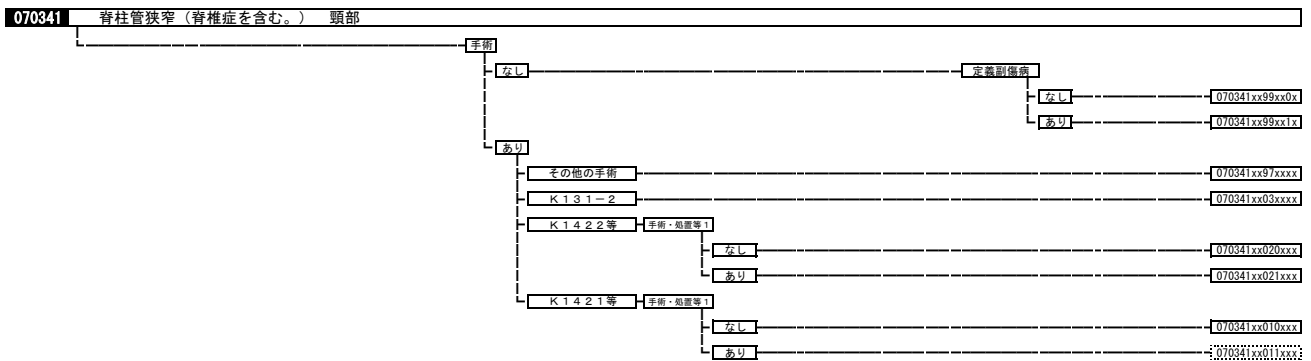 070341 脊柱管狭窄（脊椎症を含む。） 頸部
手術
なし 定義副傷病
なし 070341xx99xx0x
あり 070341xx99xx1x
あり
その他の手術 070341xx97xxxx
Ｋ１３１－２ 070341xx03xxxx
Ｋ１４２２等 手術・処置等１
なし 070341xx020xxx
あり 070341xx021xxx
Ｋ１４２１等 手術・処置等１
なし 070341xx010xxx
あり 070341xx011xxx